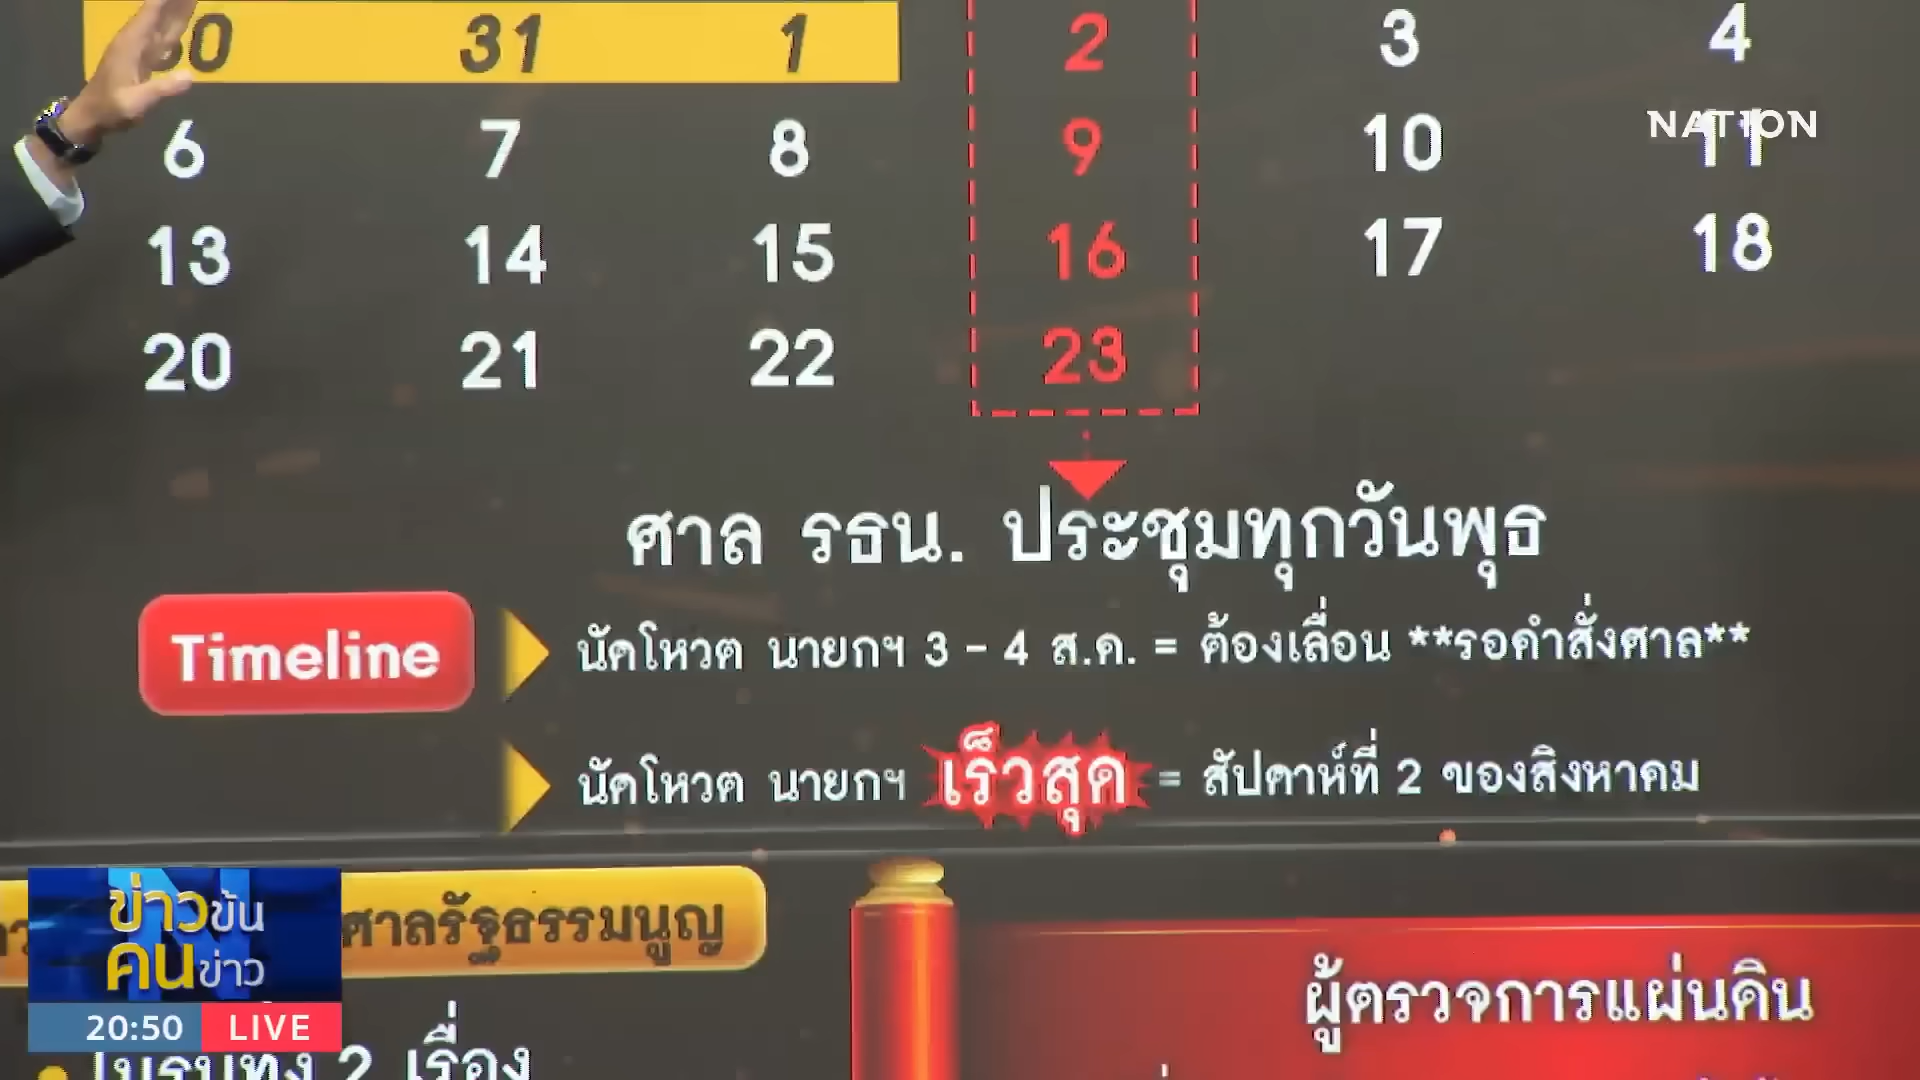 31 1 2 3 4
6 7 8 9 10 11
NATION
13 14 15 16 17 18
20 21 22 23
ศาล รธน. ประชุมทุกวันพุธ
Timeline
นัดโหวต นายกฯ 3 - 4 ส.ค. = ต้องเลื่อน **รอคำสั่งศาล**
นัดโหวต นายกฯ เร็วสุด = สัปดาห์ที่ 2 ของสิงหาคม
ศาลรัฐธรรมนูญ
ข่าวข้น
คนข่าว
ผู้ตรวจการแผ่นดิน
20:50 LIVE
2 เรื่อง